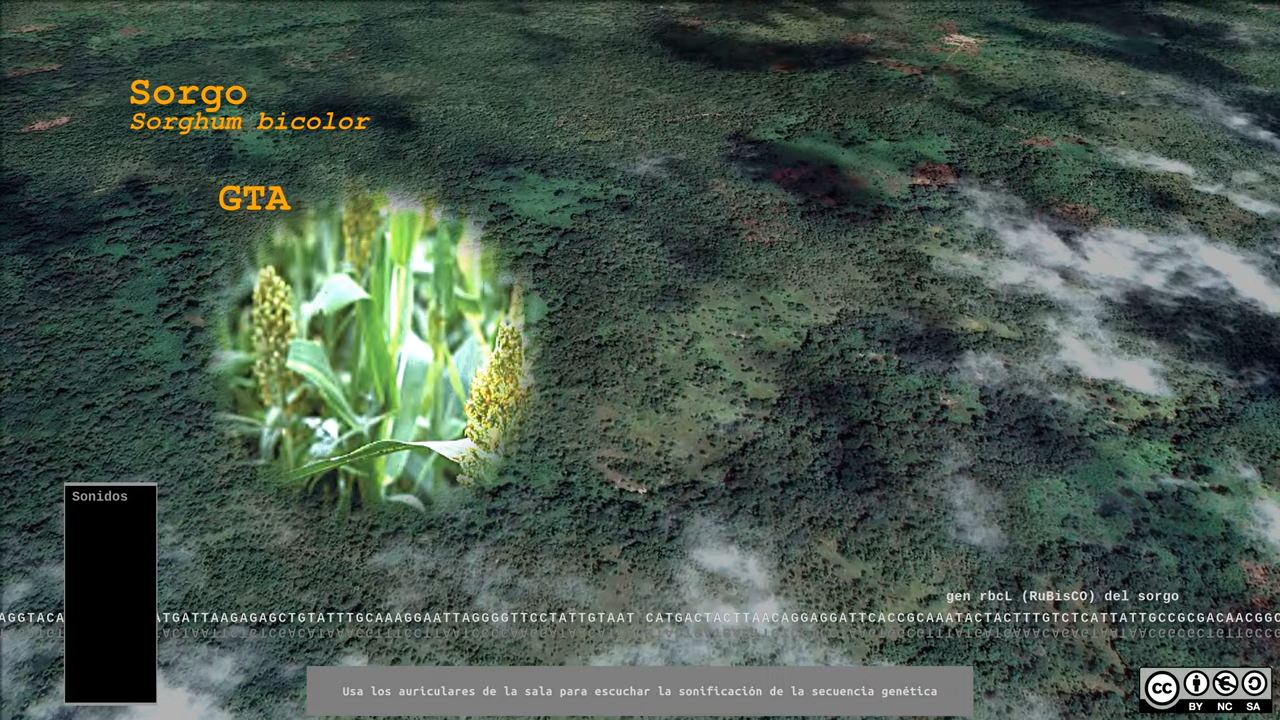 Sorgo
Sorghum bicolor
GTA
Sonidos
gen rbcL (RuBisCO) del sorgo
AGGTACA ATGATTAAGAGAGCTGTATTTGCAAAGGAATTAGGGGTTCCTATTGTAAT CATGACTACTTAACAGGAGGATTCACCGCAAATACTACTTTGTCTCATTATTGCCGCGACAACGGC
Usa los auriculares de la sala para escuchar la sonificación de la secuencia genética
CC BY NC SA